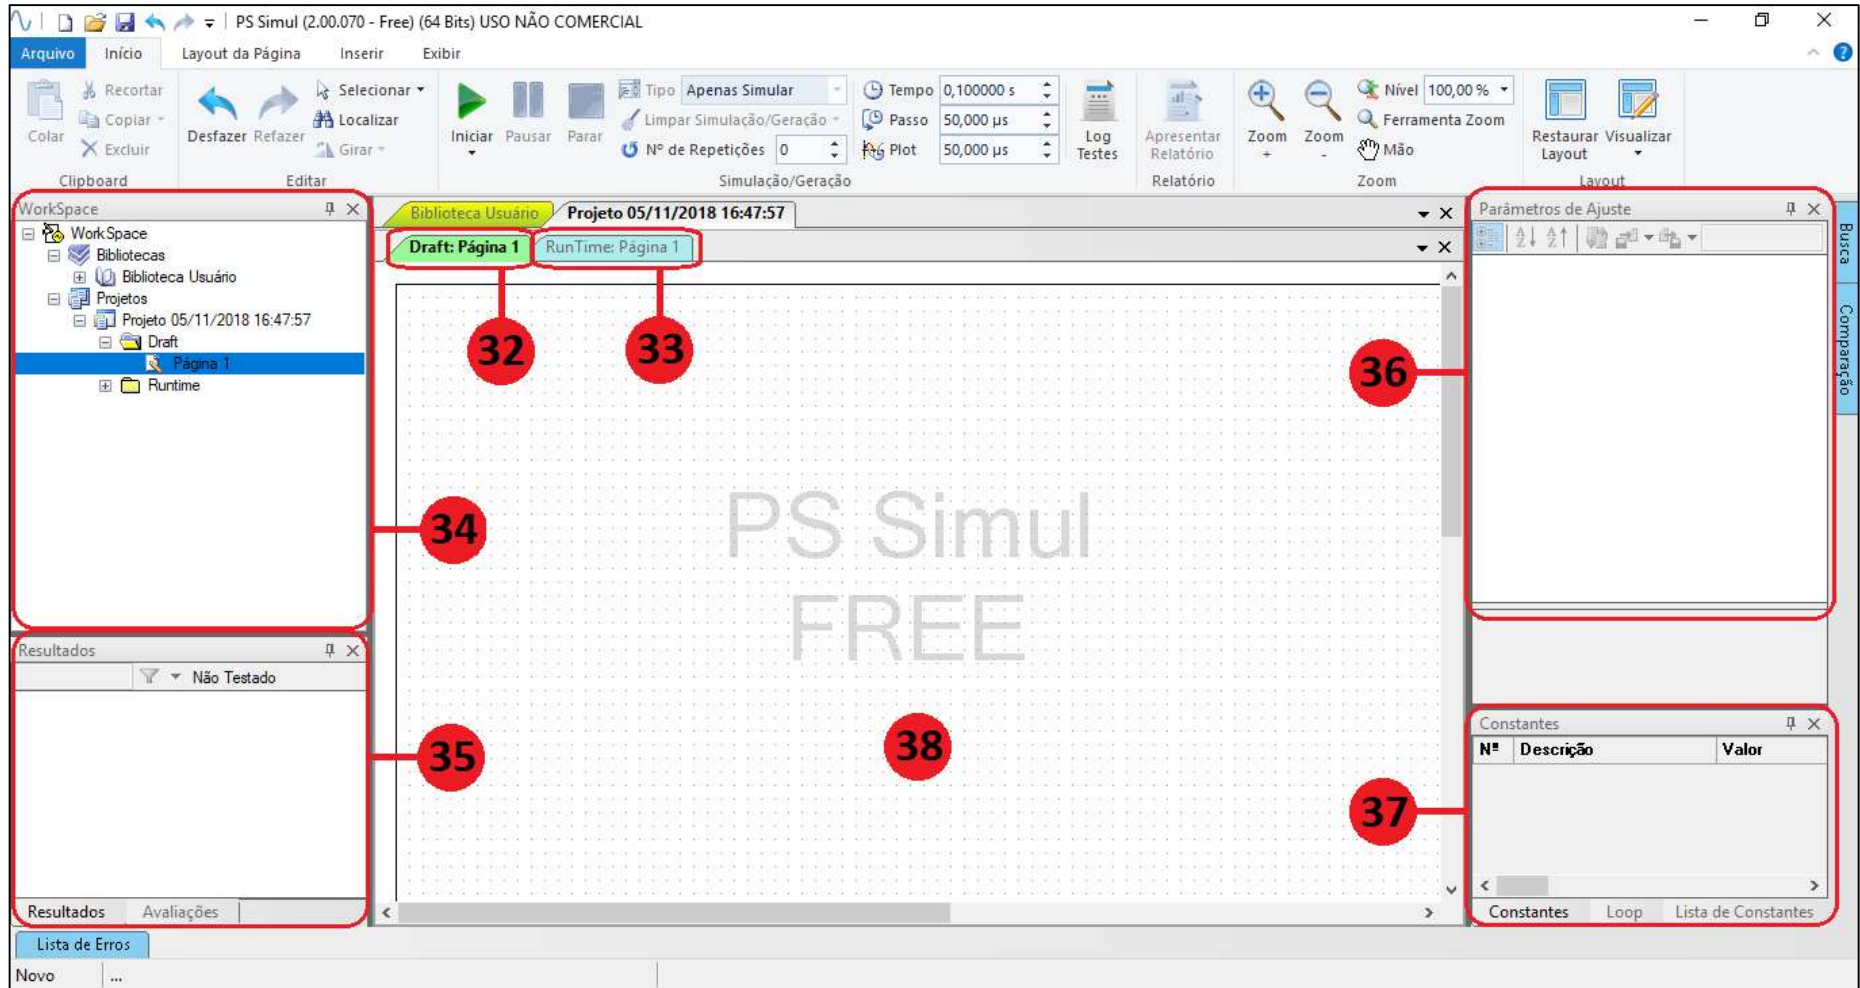 PS Simul (2.00.070 - Free) (64 Bits) USO NÃO COMERCIAL
Arquivo Início Layout da Página Inserir Exibir
Colar
Recortar
Copiar
Excluir
Clipboard
Desfazer Refazer
Selecionar
Localizar
Girar
Editar
Iniciar Pausar Parar
Tipo Apenas Simular
Limpar Simulação/Geração
Nº de Repetições 0
Tempo 0,100000 s
Passo 50,000 µs
Plot 50,000 µs
Simulação/Geração
Log
Testes
Apresentar
Relatório
Relatório
Zoom
+
Zoom
-
Nível 100,00 %
Ferramenta Zoom
Mão
Zoom
Restaurar
Layout
Visualizar
Layout
WorkSpace
WorkSpace
Bibliotecas
Biblioteca Usuário
Projetos
Projeto 05/11/2018 16:47:57
Draft
Página 1
Runtime
34
Resultados
Não Testado
35
Resultados Avaliações
Biblioteca Usuário Projeto 05/11/2018 16:47:57
Draft: Página 1 RunTime: Página 1
32 33
PS Simul
FREE
38
Parâmetros de Ajuste
36
Constantes
Nº Descrição Valor
37
Constantes Loop Lista de Constantes
Busca
Comparação
Lista de Erros
Novo ...